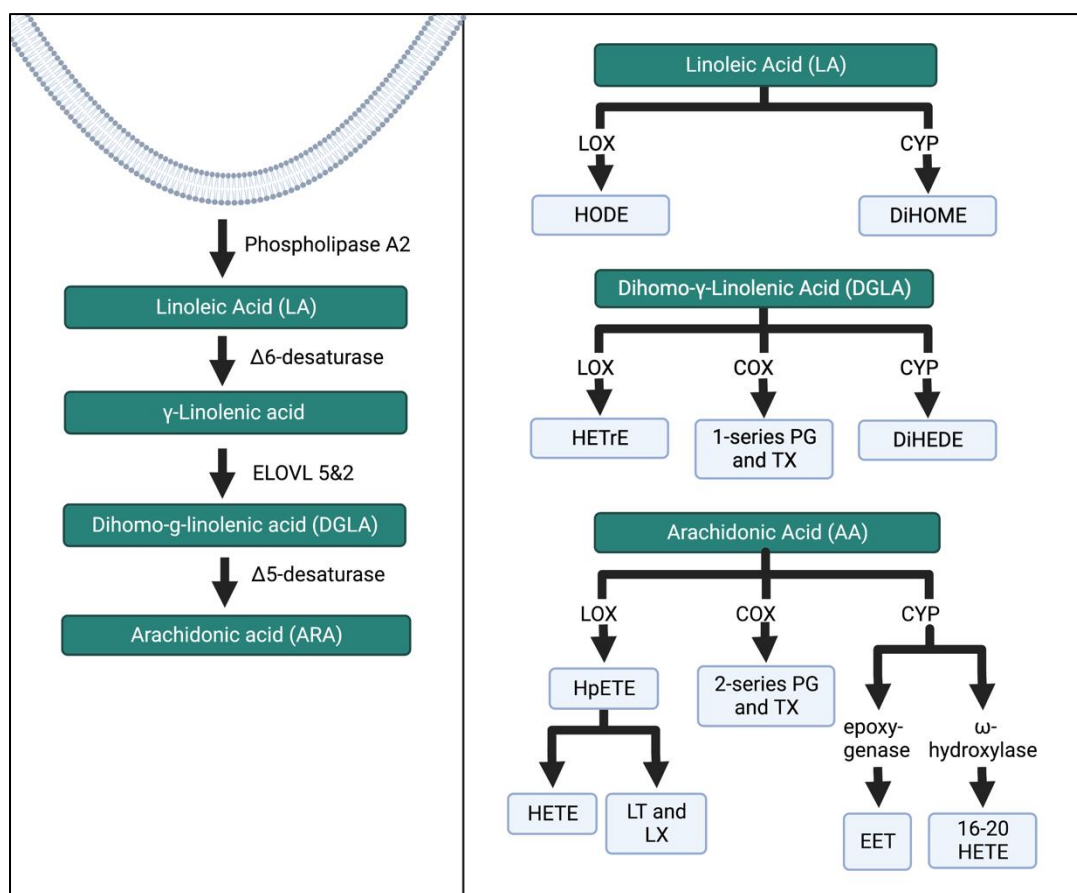 Phospholipase A2
Linoleic Acid (LA)
Δ6-desaturase
γ-Linolenic acid
ELOVL 5&2
Dihomo-g-linolenic acid (DGLA)
Δ5-desaturase
Arachidonic acid (ARA)
Linoleic Acid (LA)
LOX
CYP
HODE
DiHOME
Dihomo-γ-Linolenic Acid (DGLA)
LOX
COX
CYP
HETrE
1-series PG
and TX
DiHEDE
Arachidonic Acid (AA)
LOX
COX
CYP
HpETE
2-series PG
and TX
epoxy-
genase
ω-
hydroxylase
HETE
LT and
LX
EET
16-20
HETE